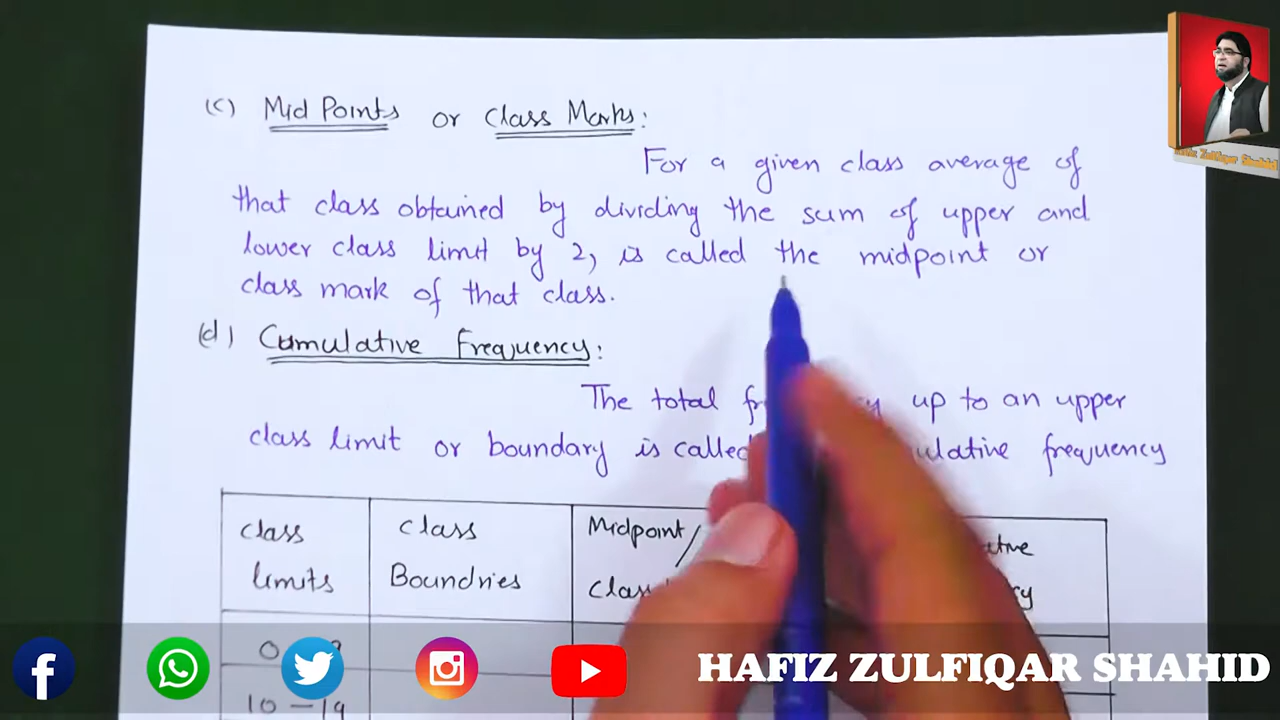 (c) Mid Points or Class Marks:
For a given class average of
that class obtained by dividing the sum of upper and
lower class limit by 2, is called the midpoint or
class mark of that class.
(d) Cumulative Frequency:
The total up to an upper
class limit or boundary is called frequency
class
limits
Class
Boundries
Midpoint/
10 – 19
Hafiz Zulfiqar Shahid
HAFIZ ZULFIQAR SHAHID